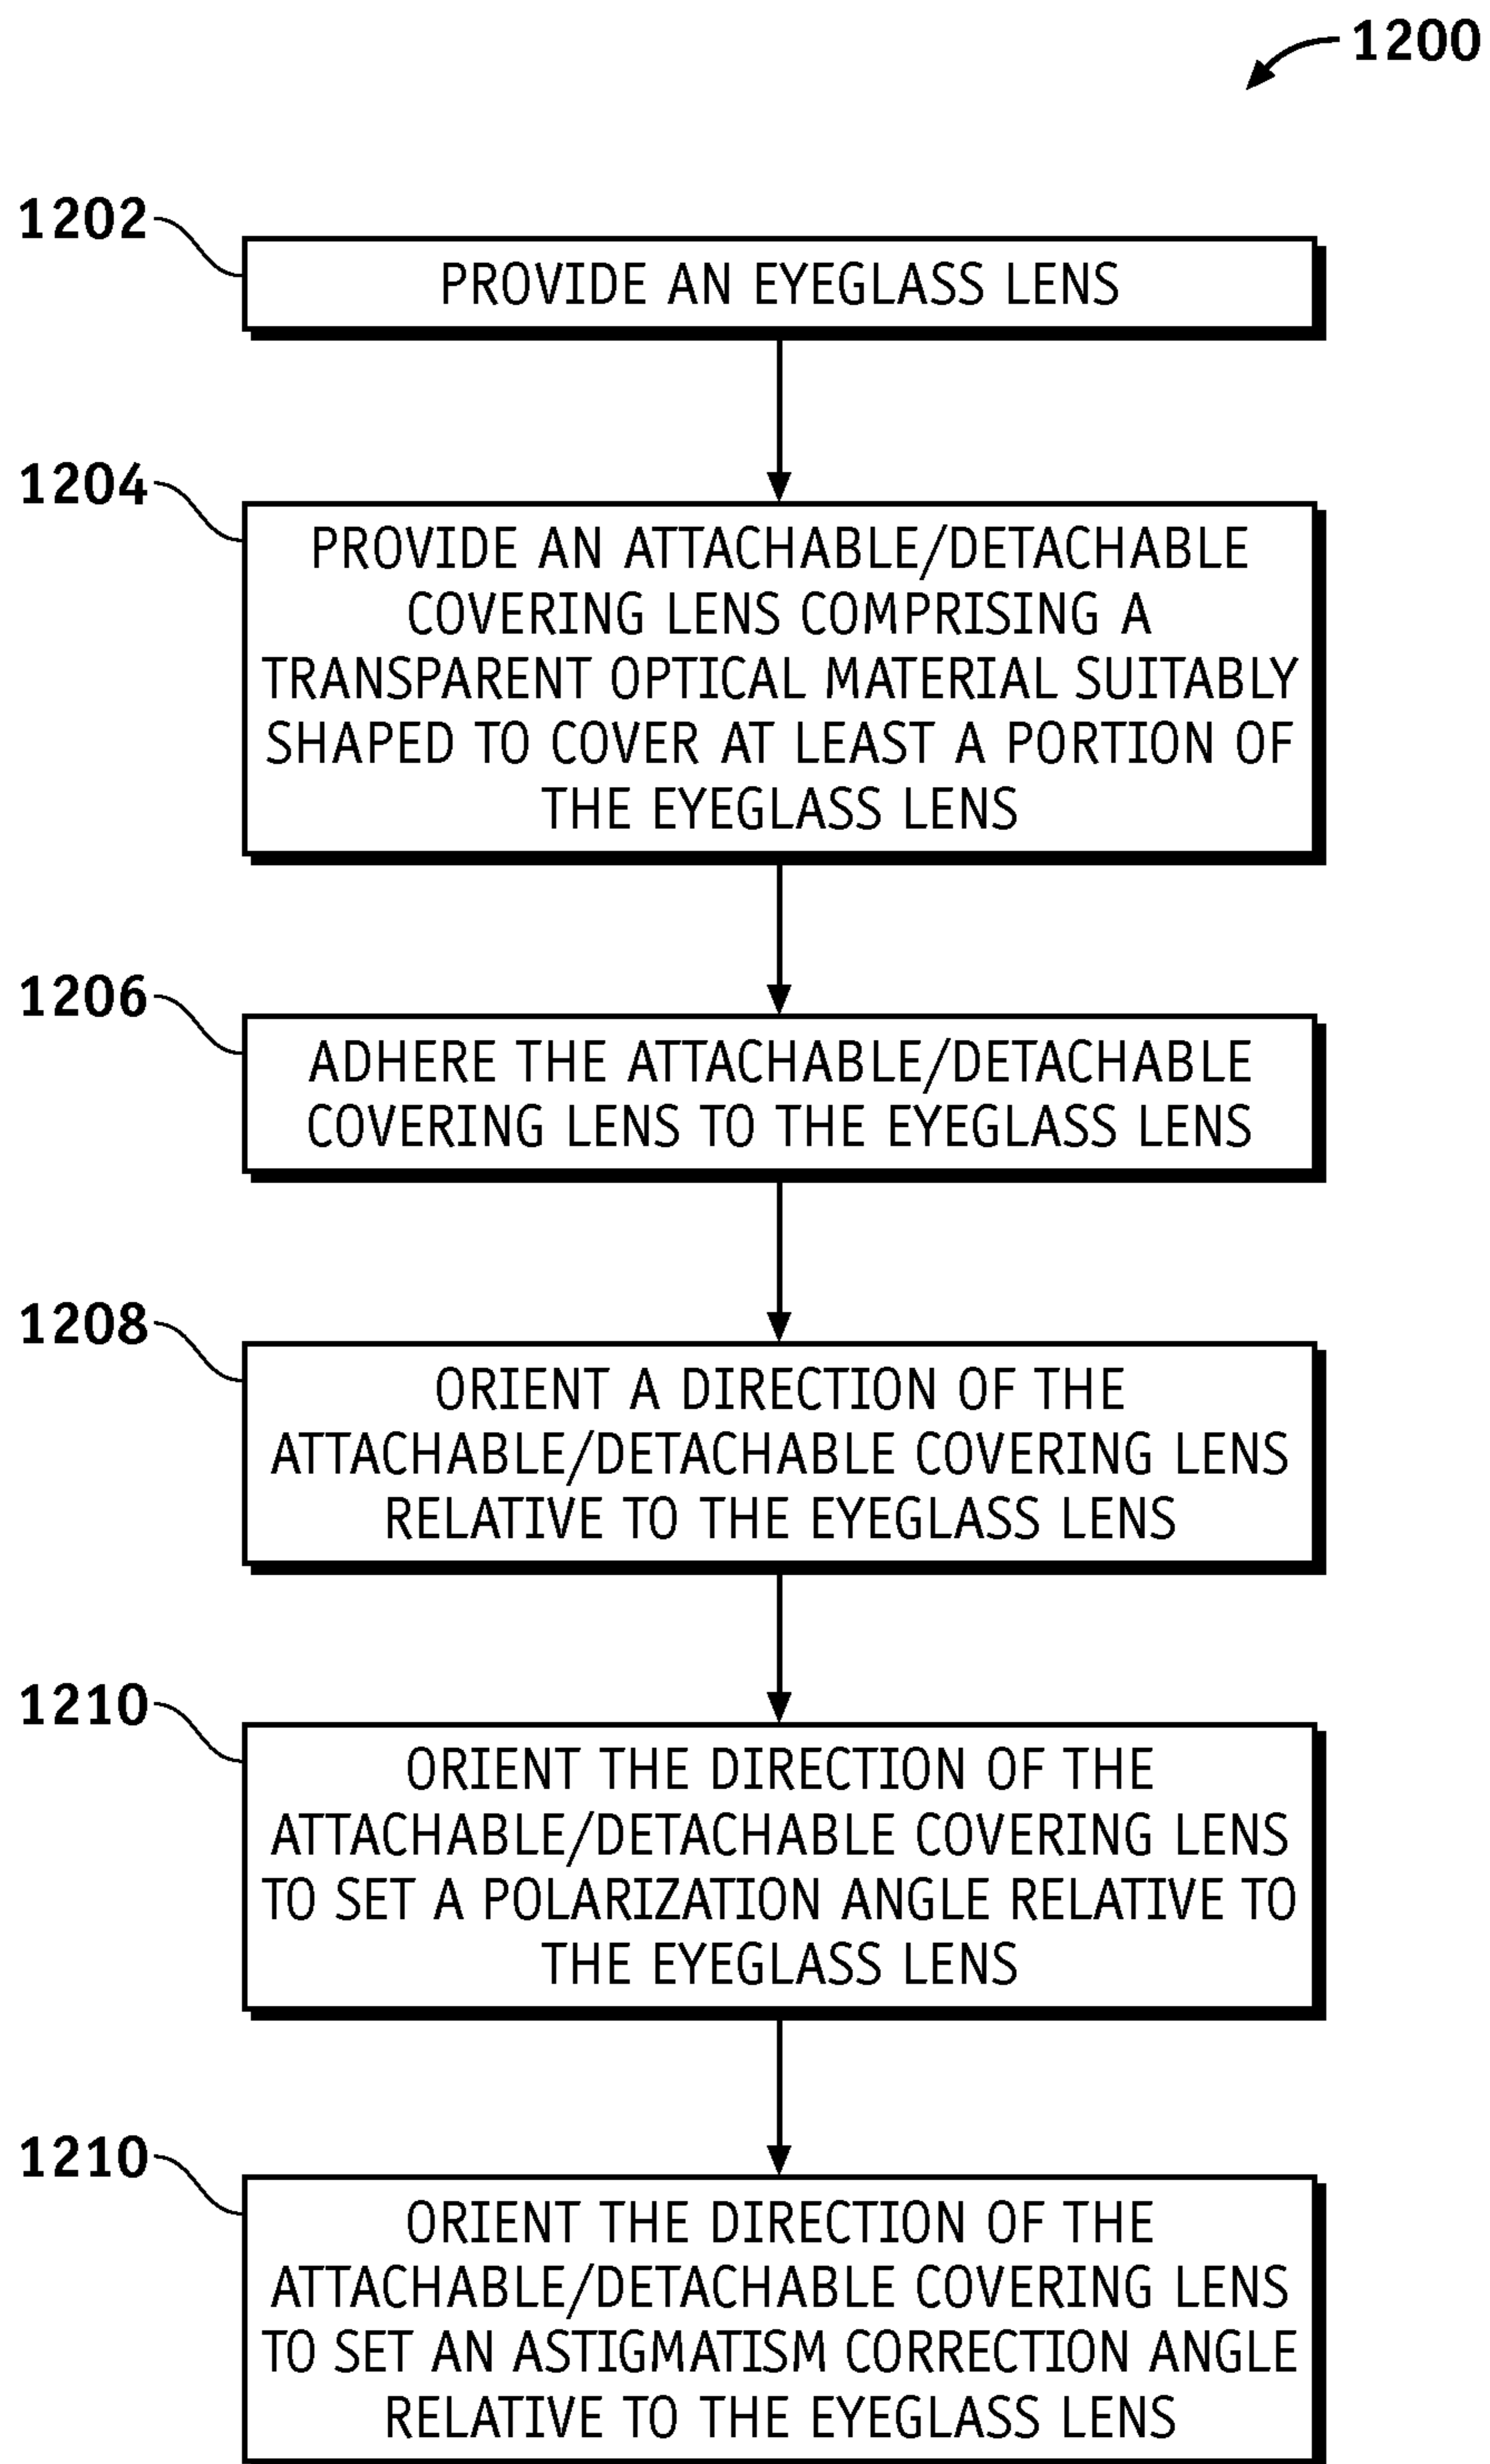 1200
1202
PROVIDE AN EYEGLASS LENS
1204
PROVIDE AN ATTACHABLE/DETACHABLE
COVERING LENS COMPRISING A
TRANSPARENT OPTICAL MATERIAL SUITABLY
SHAPED TO COVER AT LEAST A PORTION OF
THE EYEGLASS LENS
1206
ADHERE THE ATTACHABLE/DETACHABLE
COVERING LENS TO THE EYEGLASS LENS
1208
ORIENT A DIRECTION OF THE
ATTACHABLE/DETACHABLE COVERING LENS
RELATIVE TO THE EYEGLASS LENS
1210
ORIENT THE DIRECTION OF THE
ATTACHABLE/DETACHABLE COVERING LENS
TO SET A POLARIZATION ANGLE RELATIVE TO
THE EYEGLASS LENS
1210
ORIENT THE DIRECTION OF THE
ATTACHABLE/DETACHABLE COVERING LENS
TO SET AN ASTIGMATISM CORRECTION ANGLE
RELATIVE TO THE EYEGLASS LENS